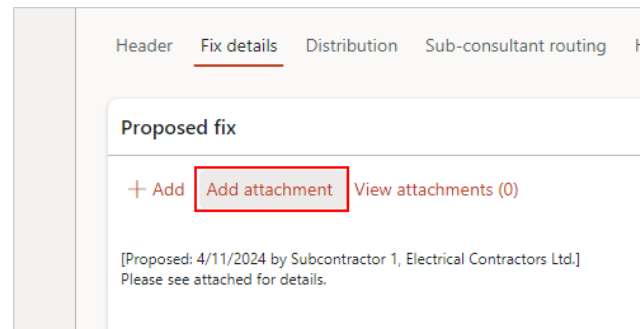 Header Fix details Distribution Sub-consultant routing
Proposed fix
+ Add Add attachment View attachments (0)
[Proposed: 4/11/2024 by Subcontractor 1, Electrical Contractors Ltd.]
Please see attached for details.